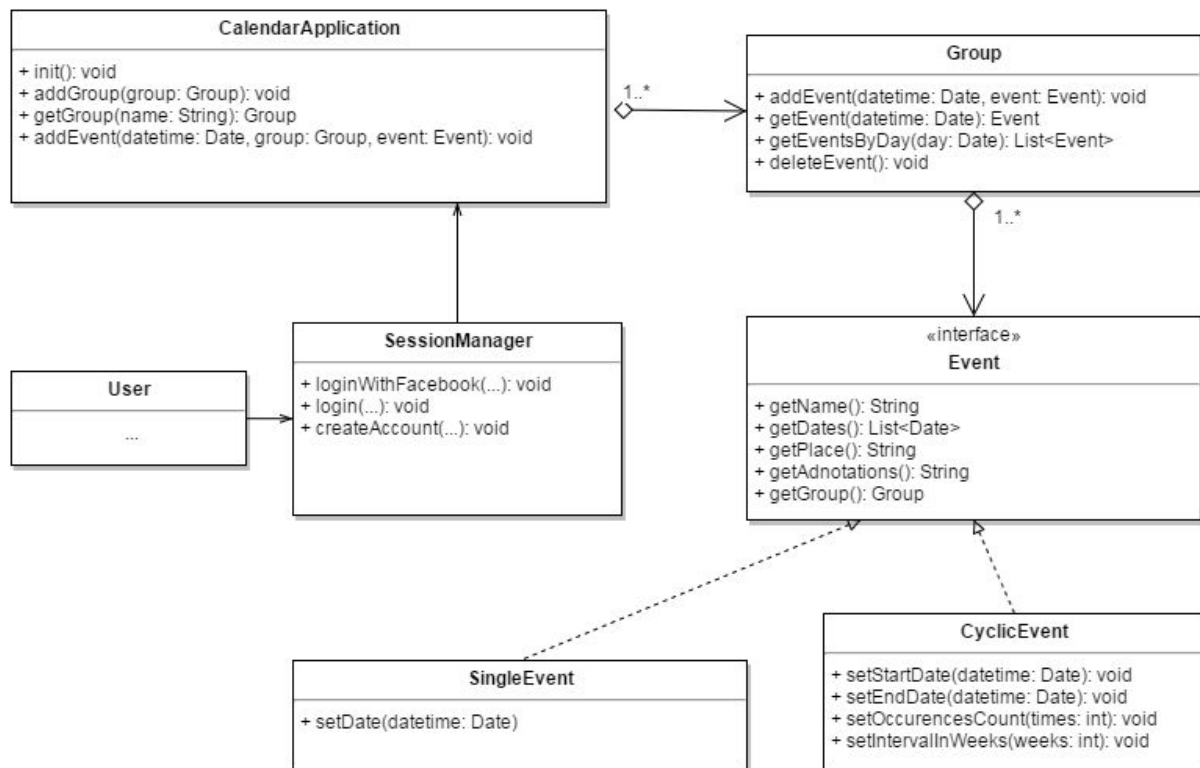 CalendarApplication
+ init(): void
+ addGroup(group: Group): void
+ getGroup(name: String): Group
+ addEvent(datetime: Date, group: Group, event: Event): void
1..*
Group
+ addEvent(datetime: Date, event: Event): void
+ getEvent(datetime: Date): Event
+ getEventsByDay(day: Date): List<Event>
+ deleteEvent(): void
1..*
User
...
SessionManager
+ loginWithFacebook(...): void
+ login(...): void
+ createAccount(...): void
«interface»
Event
+ getName(): String
+ getDates(): List<Date>
+ getPlace(): String
+ getAdnotations(): String
+ getGroup(): Group
SingleEvent
+ setDate(datetime: Date)
CyclicEvent
+ setStartDate(datetime: Date): void
+ setEndDate(datetime: Date): void
+ setOccurencesCount(times: int): void
+ setIntervalInWeeks(weeks: int): void